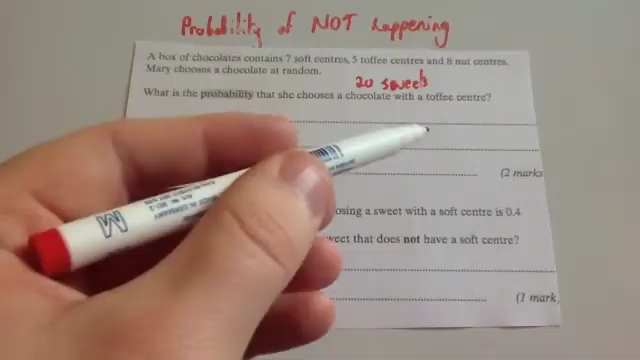 Probability of NOT happening
A box of chocolates contains 7 soft centres, 5 toffee centres and 8 nut centres.
Mary chooses a chocolate at random.
20 sweets
What is the probability that she chooses a chocolate with a toffee centre?
(2 marks
osing a sweet with a soft centre is 0.4
weet that does not have a soft centre?
(1 mark,
M